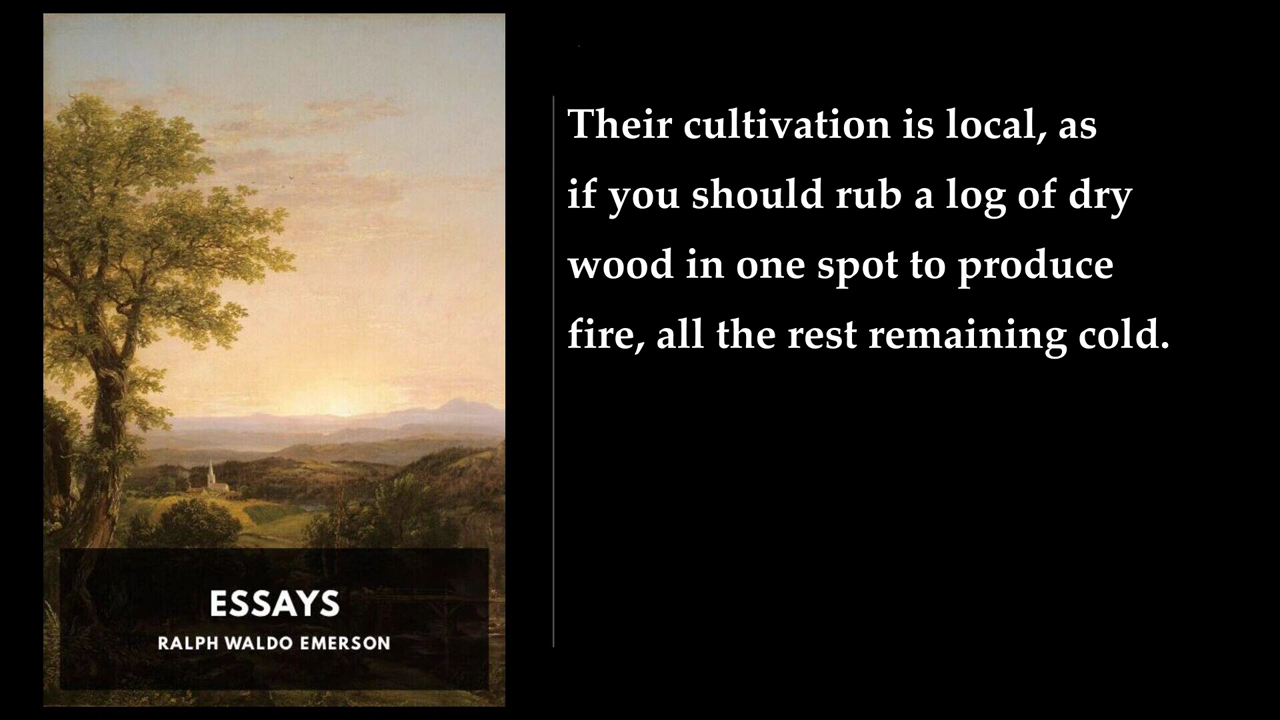 Their cultivation is local, as
if you should rub a log of dry
wood in one spot to produce
fire, all the rest remaining cold.
ESSAYS
RALPH WALDO EMERSON